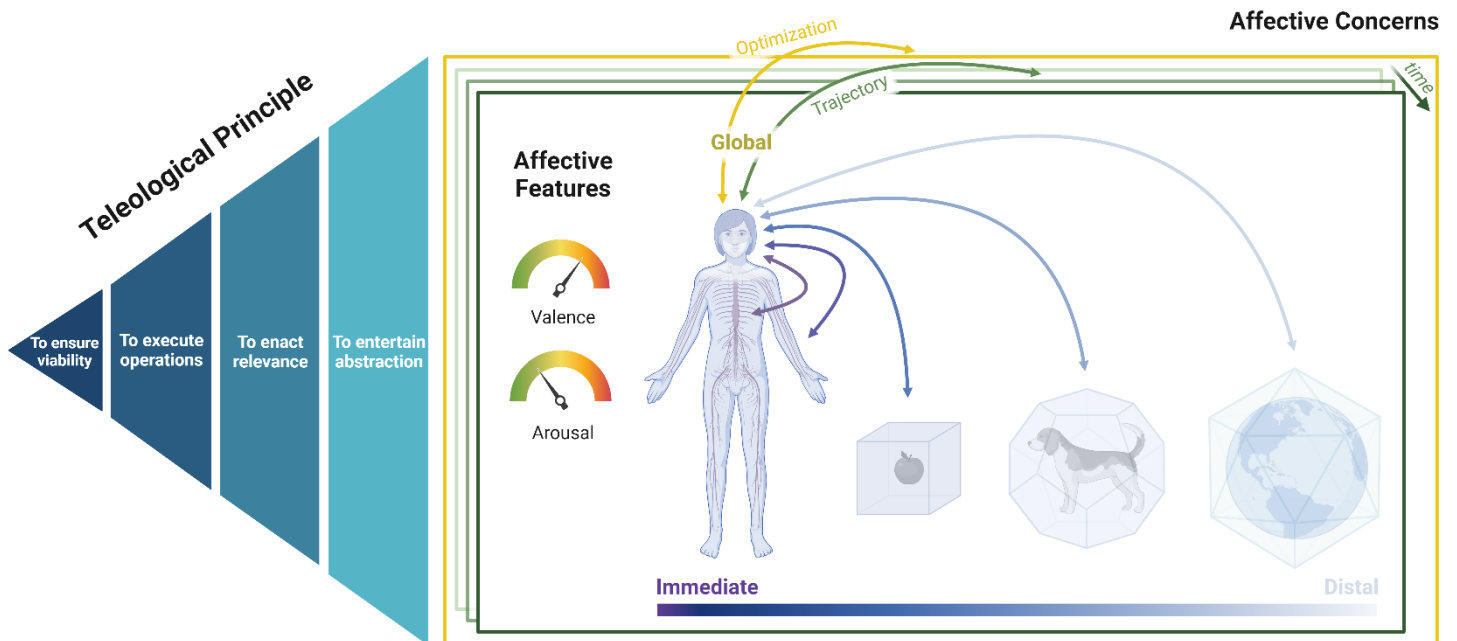 Affective Concerns
Optimization
time
Trajectory
Teleological Principle
Global
Affective
Features
Valence
Arousal
To ensure
viability
To execute
operations
To enact
relevance
To entertain
abstraction
Immediate
Distal